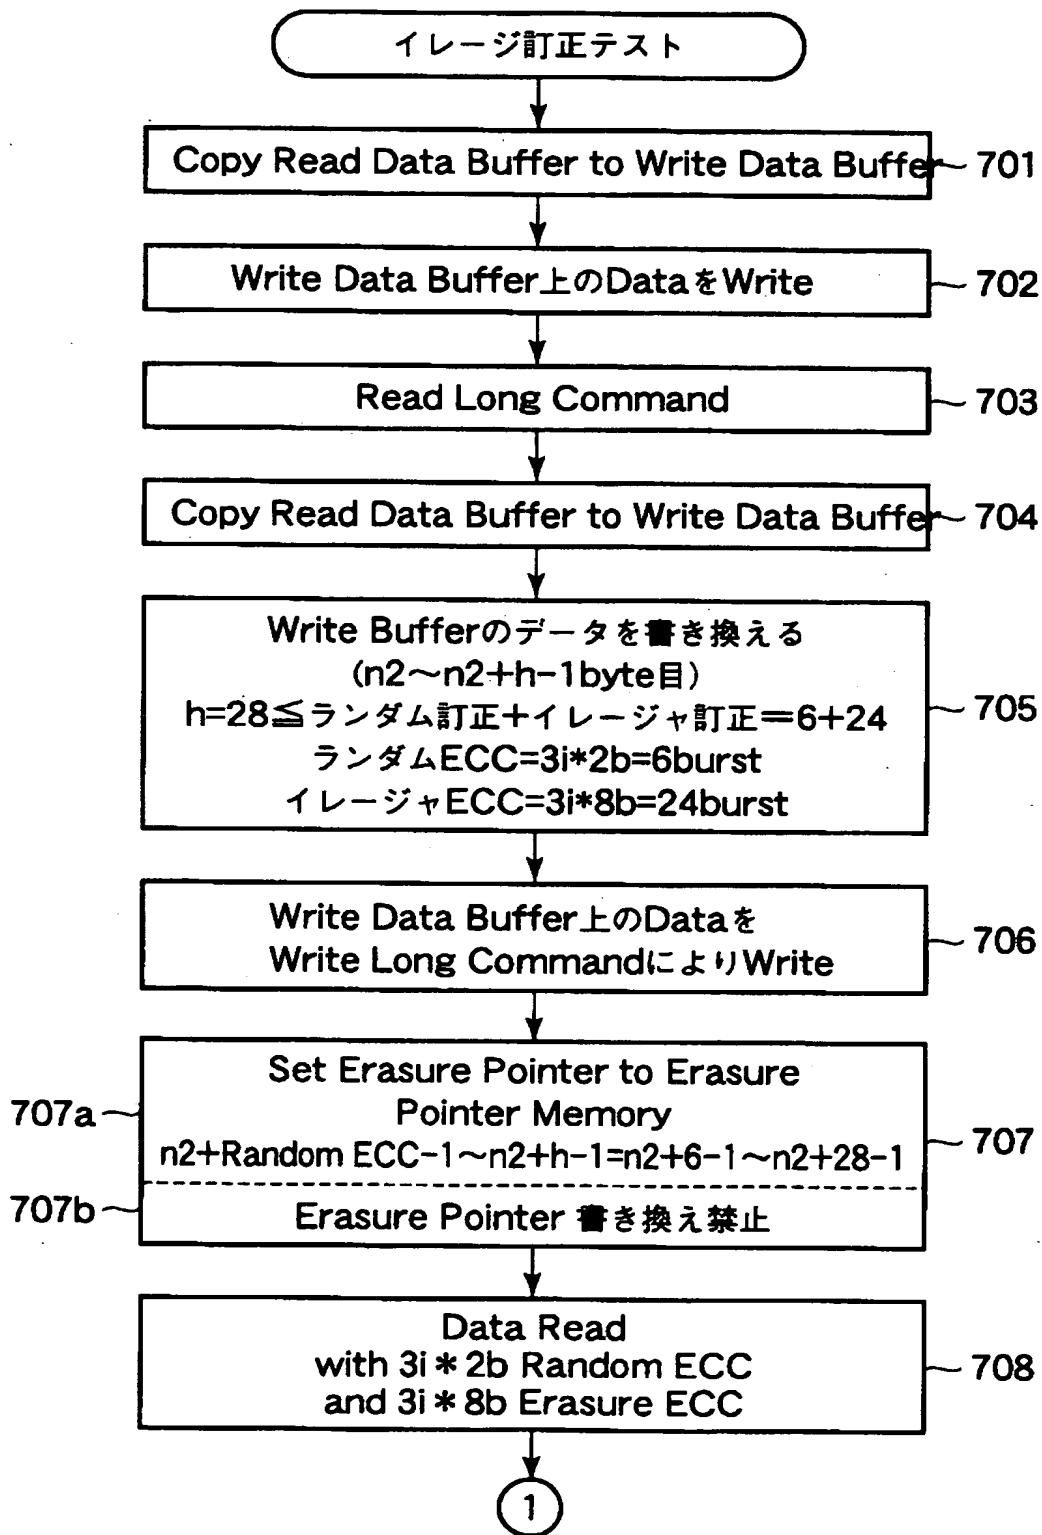 イレージ訂正テスト
Copy Read Data Buffer to Write Data Buffer
701
Write Data Buffer上のDataをWrite
702
Read Long Command
703
Copy Read Data Buffer to Write Data Buffer
704
Write Bufferのデータを書き換える
(n2〜n2+h-1byte目)
h=28≦ランダム訂正+イレージャ訂正=6+24
ランダムECC=3i*2b=6burst
イレージャECC=3i*8b=24burst
705
Write Data Buffer上のDataを
Write Long CommandによりWrite
706
Set Erasure Pointer to Erasure
Pointer Memory
n2+Random ECC-1〜n2+h-1=n2+6-1〜n2+28-1
707a
707
Erasure Pointer 書き換え禁止
707b
Data Read
with 3i * 2b Random ECC
and 3i * 8b Erasure ECC
708
1